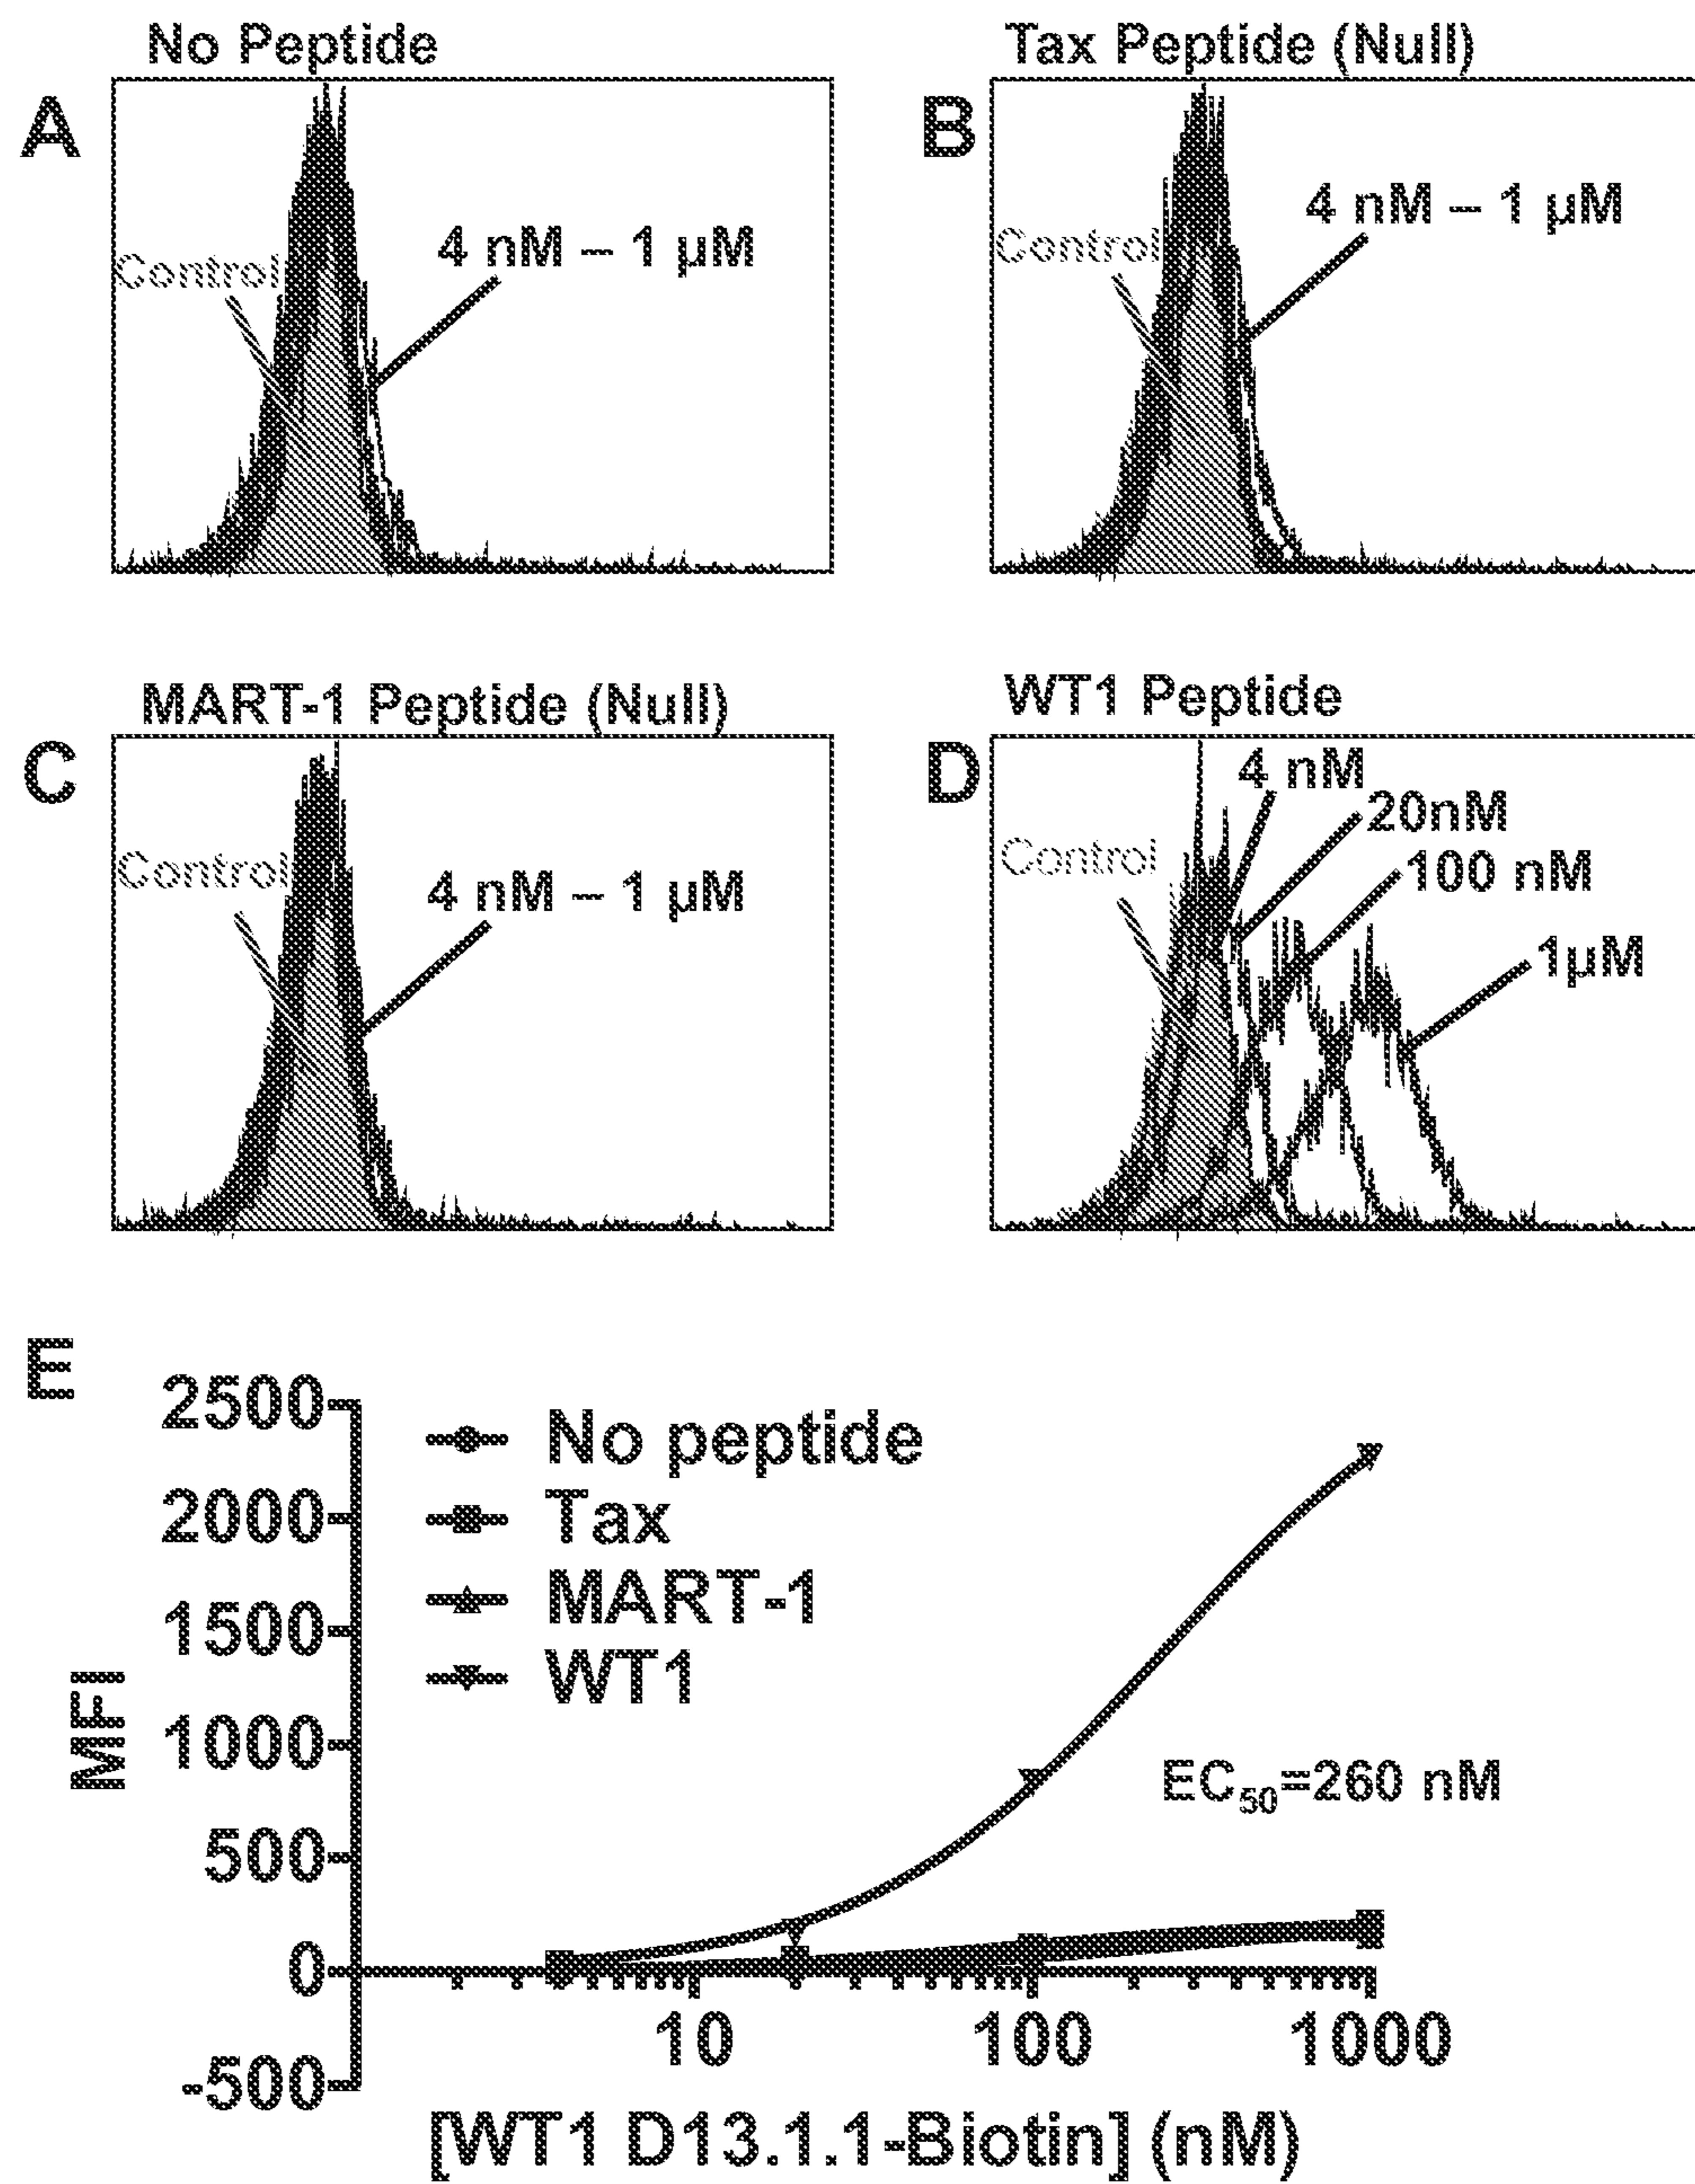 No Peptide
A
Control
4 nM – 1 µM
Tax Peptide (Null)
B
Control
4 nM – 1 µM
MART-1 Peptide (Null)
C
Control
4 nM – 1 µM
WT1 Peptide
D
Control
4 nM
20nM
100 nM
1µM
E
2500
2000
1500
1000
500
0
-500
MFI
No peptide
Tax
MART-1
WT1
EC₅₀=260 nM
10 100 1000
[WT1 D13.1.1-Biotin] (nM)